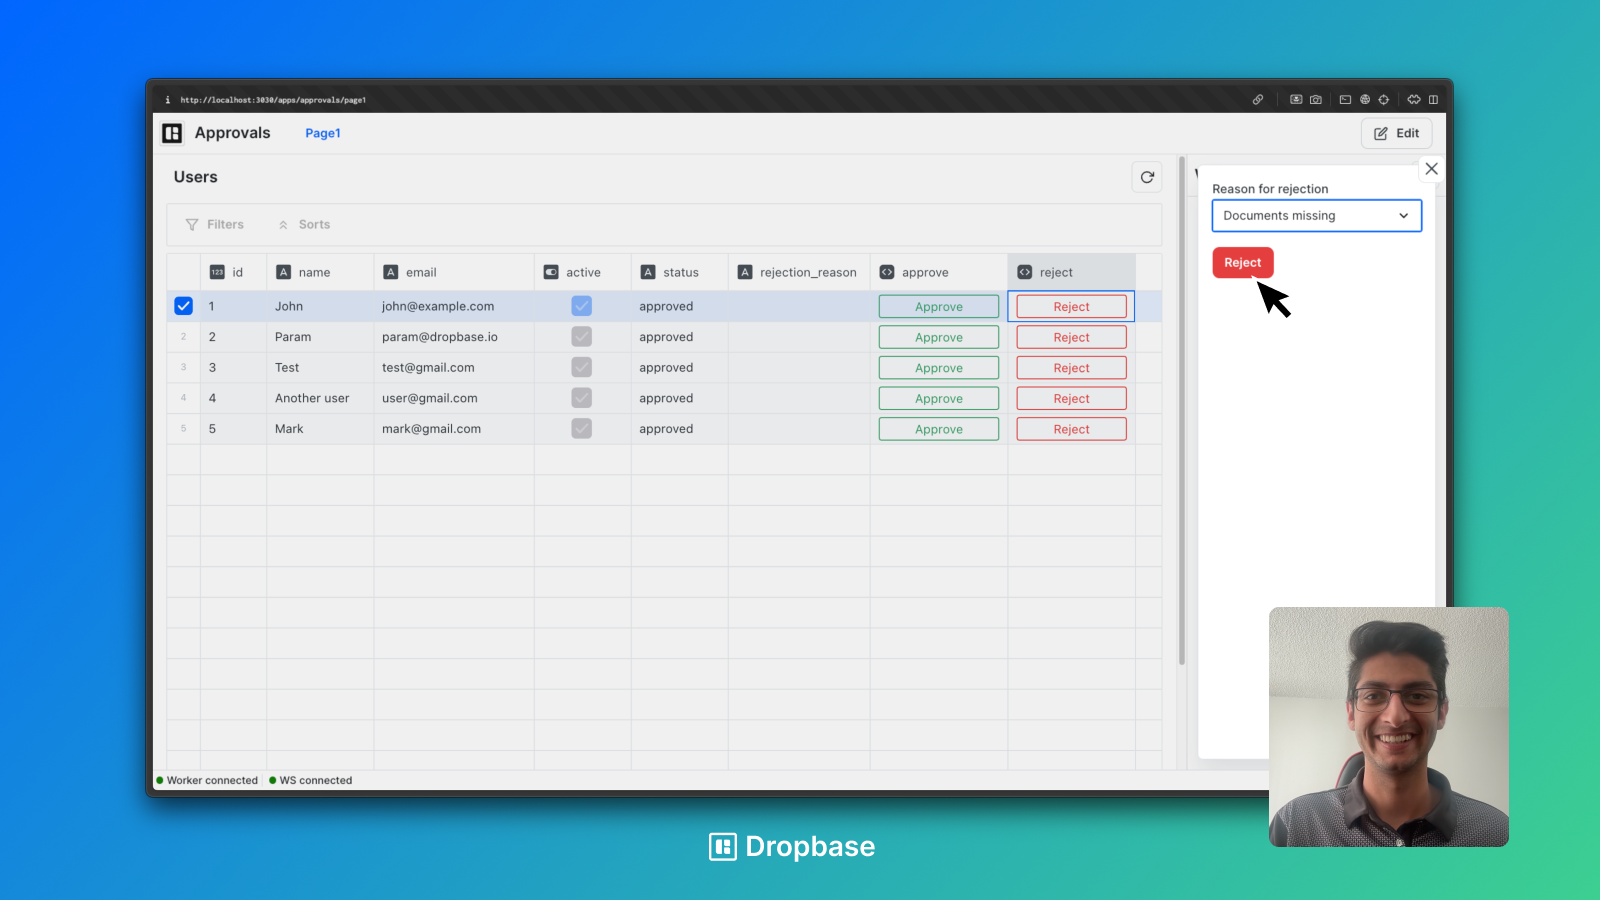 http://localhost:3030/apps/approvals/page1
Approvals Page1 Edit
Users
Filters Sorts
123 id A name A email active A status A rejection_reason <> approve <> reject
1 John john@example.com approved Approve Reject
2 2 Param param@dropbase.io approved Approve Reject
3 3 Test test@gmail.com approved Approve Reject
4 4 Another user user@gmail.com approved Approve Reject
5 5 Mark mark@gmail.com approved Approve Reject
Reason for rejection
Documents missing
Reject
Worker connected WS connected
Dropbase